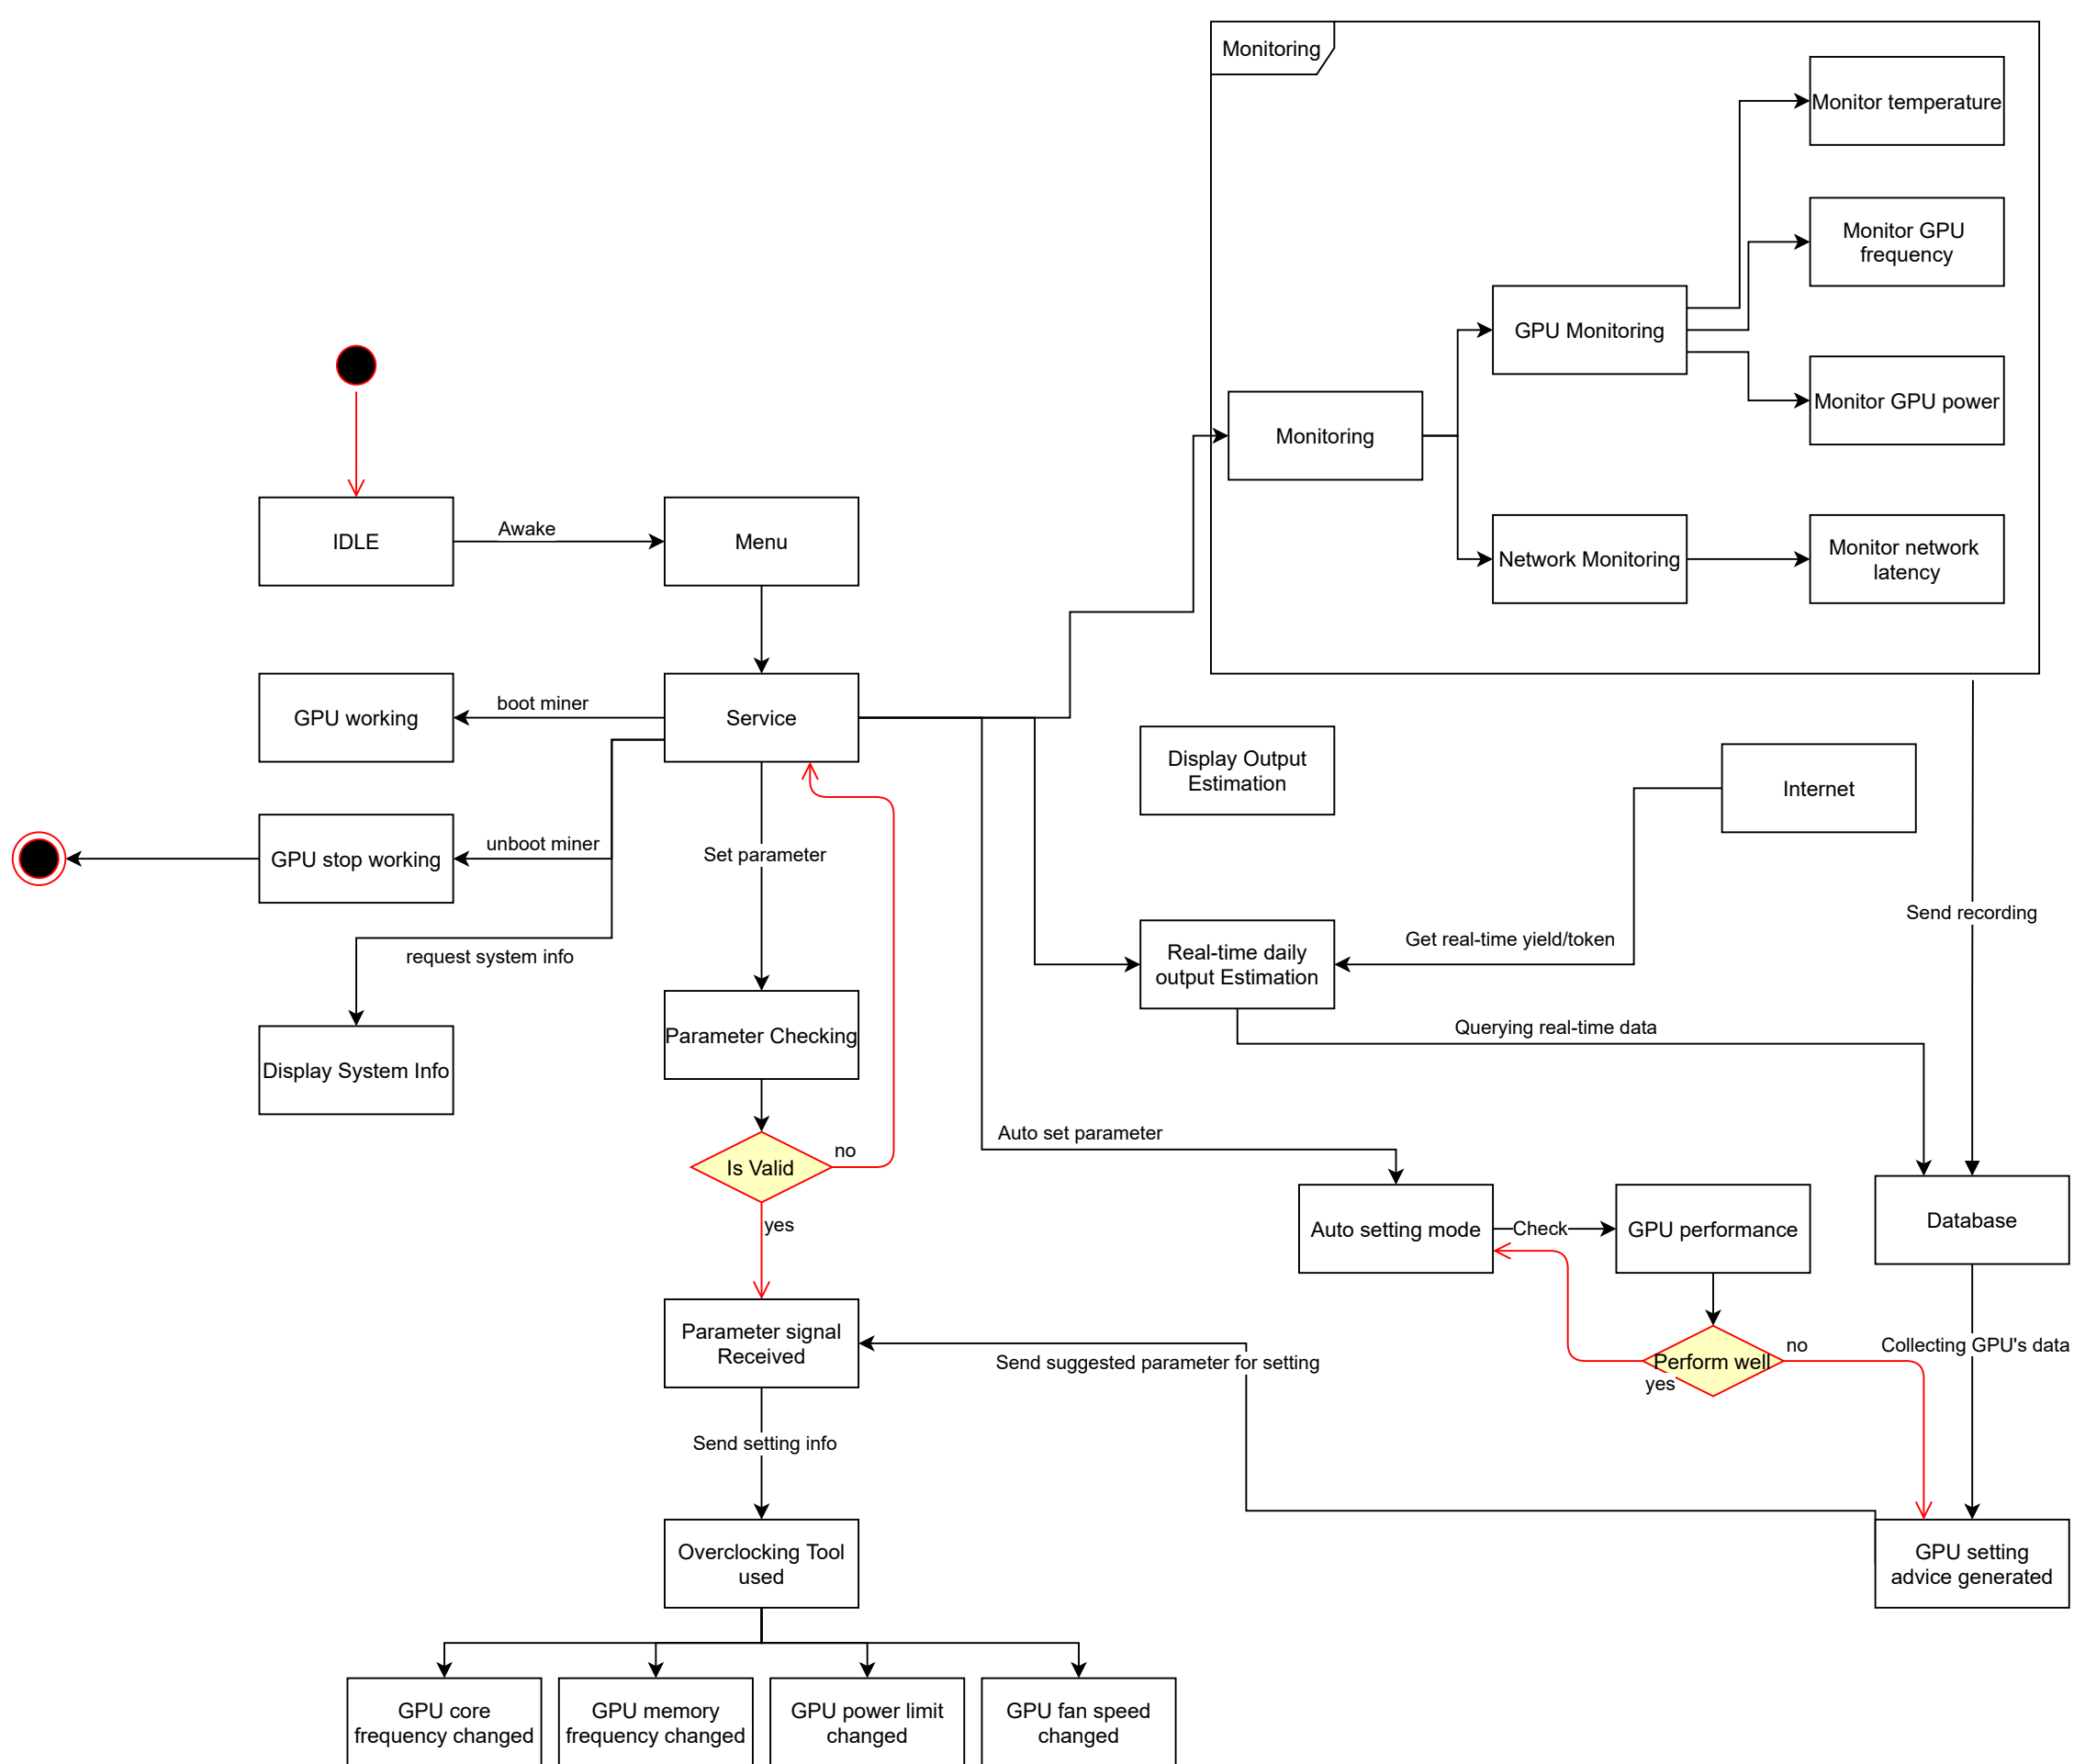 Monitoring
Monitor temperature
Monitor GPU
frequency
GPU Monitoring
Monitor GPU power
Monitoring
IDLE
Awake
Menu
Network Monitoring
Monitor network
latency
GPU working
boot miner
Service
Display Output
Estimation
Internet
GPU stop working
unboot miner
Set parameter
Send recording
request system info
Get real-time yield/token
Real-time daily
output Estimation
Querying real-time data
Parameter Checking
Display System Info
Auto set parameter
no
Is Valid
yes
Auto setting mode
Check
GPU performance
Database
Parameter signal
Received
Send suggested parameter for setting
Perform well
yes
no
Collecting GPU's data
Send setting info
Overclocking Tool
used
GPU setting
advice generated
GPU core
frequency changed
GPU memory
frequency changed
GPU power limit
changed
GPU fan speed
changed